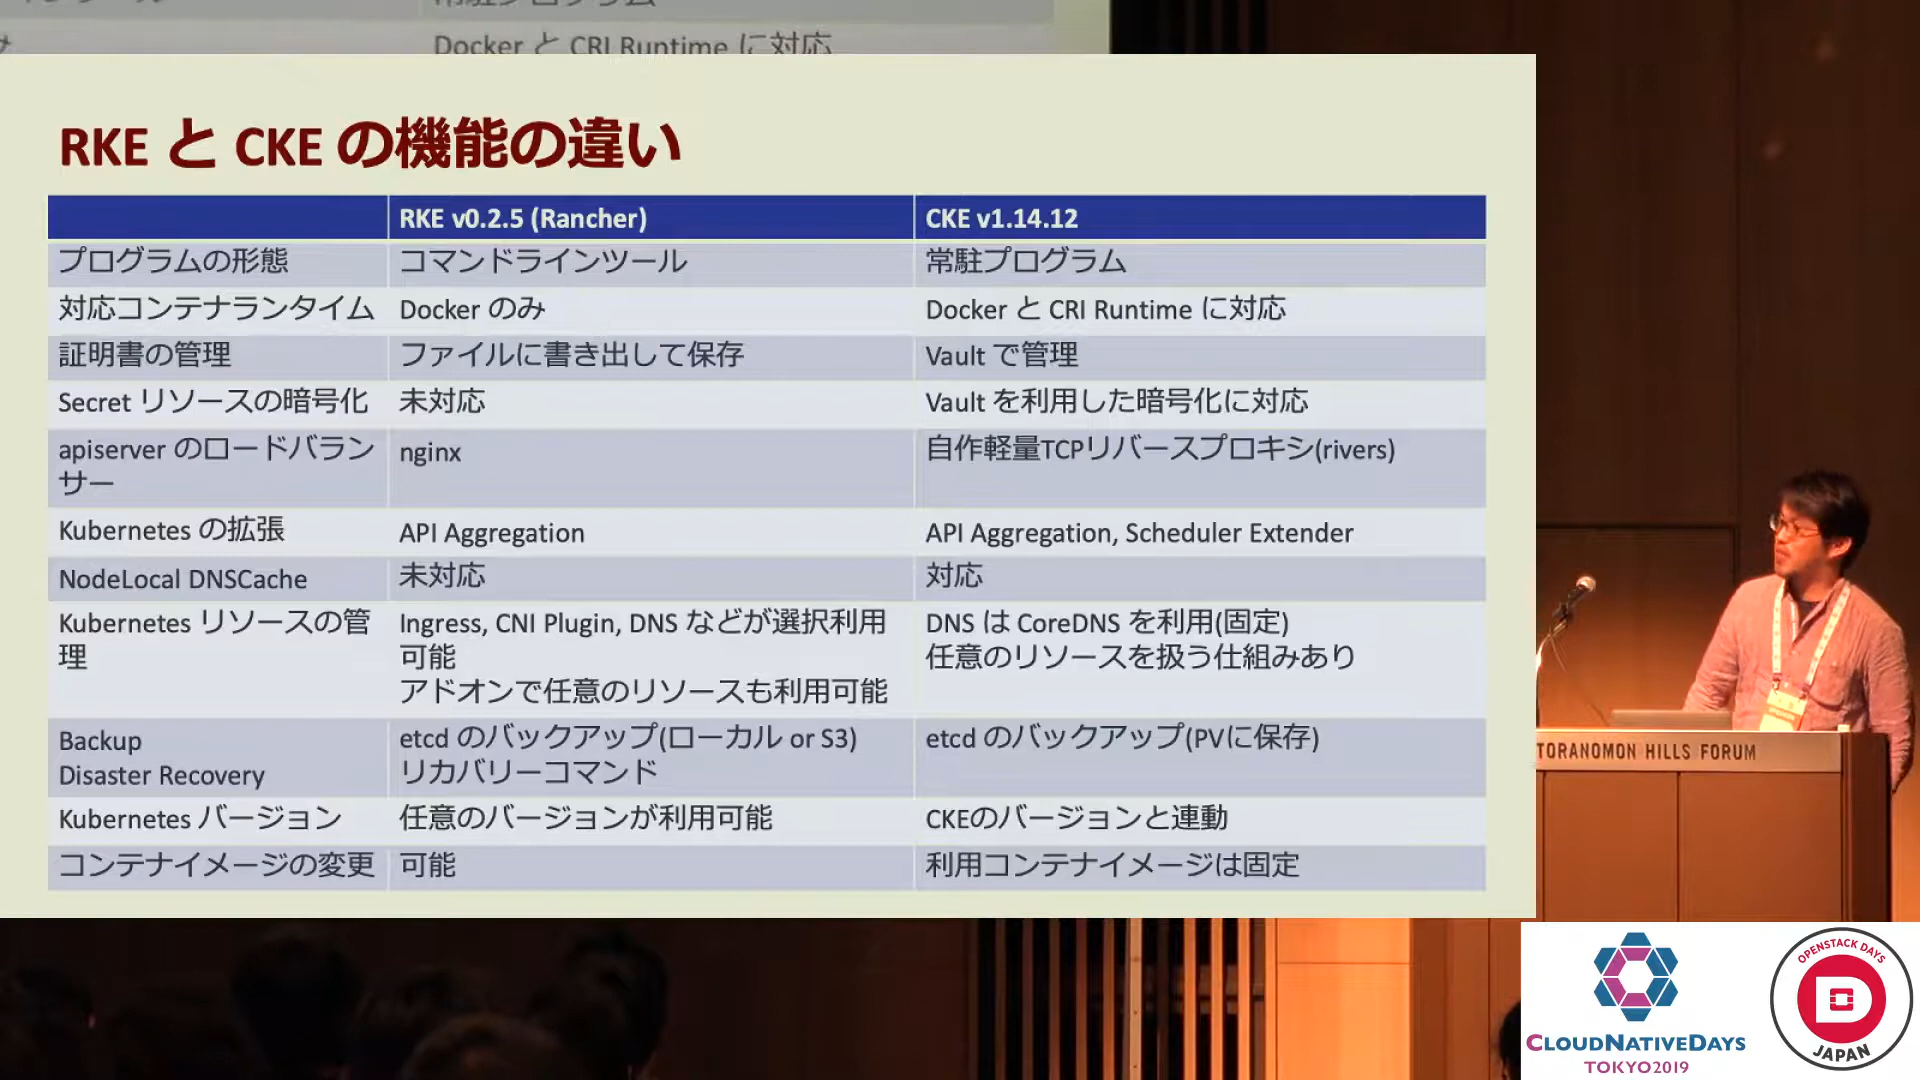 Docker と CRI Runtime に対応
RKE と CKE の機能の違い
RKE v0.2.5 (Rancher)
CKE v1.14.12
プログラムの形態
コマンドラインツール
常駐プログラム
対応コンテナランタイム
Docker のみ
Docker と CRI Runtime に対応
証明書の管理
ファイルに書き出して保存
Vault で管理
Secret リソースの暗号化
未対応
Vault を利用した暗号化に対応
apiserver のロードバラン
サー
nginx
自作軽量TCPリバースプロキシ(rivers)
Kubernetes の拡張
API Aggregation
API Aggregation, Scheduler Extender
NodeLocal DNSCache
未対応
対応
Kubernetes リソースの管
理
Ingress, CNI Plugin, DNS などが選択利用
可能
アドオンで任意のリソースも利用可能
DNS は CoreDNS を利用(固定)
任意のリソースを扱う仕組みあり
Backup
Disaster Recovery
etcd のバックアップ(ローカル or S3)
リカバリーコマンド
etcd のバックアップ(PVに保存)
Kubernetes バージョン
任意のバージョンが利用可能
CKEのバージョンと連動
コンテナイメージの変更
可能
利用コンテナイメージは固定
TORANOMON HILLS FORUM
CLOUDNATIVEDAYS
TOKYO2019
OPENSTACK DAYS
JAPAN